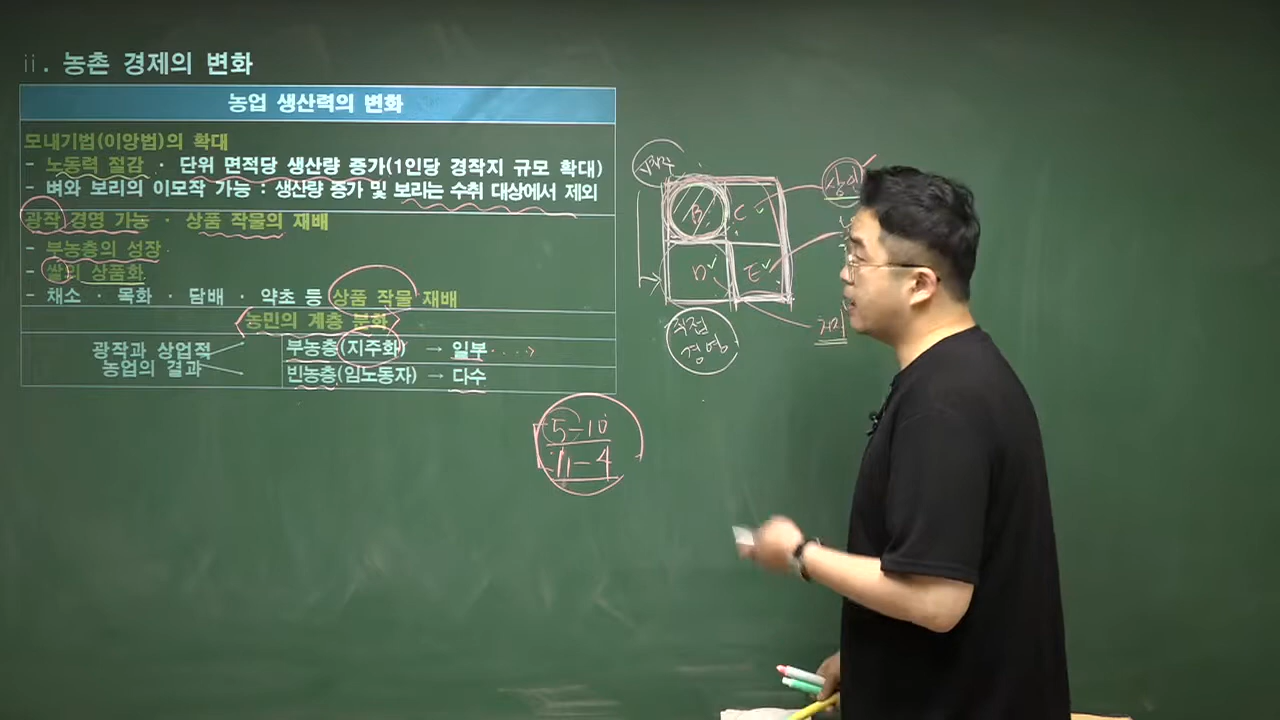 ii. 농촌 경제의 변화
농업 생산력의 변화
모내기법(이앙법)의 확대
- 노동력 절감 · 단위 면적당 생산량 증가(1인당 경작지 규모 확대)
- 벼와 보리의 이모작 가능 : 생산량 증가 및 보리는 수취 대상에서 제외
광작 경영 가능 · 상품 작물의 재배
- 부농층의 성장
- 쌀의 상품화
- 채소 · 목화 · 담배 · 약초 등 상품 작물 재배
농민의 계층 분화
광작과 상업적
농업의 결과
부농층(지주화) → 일부
빈농층(임노동자) → 다수
B C
D E
직접
경영
5-10
11-4